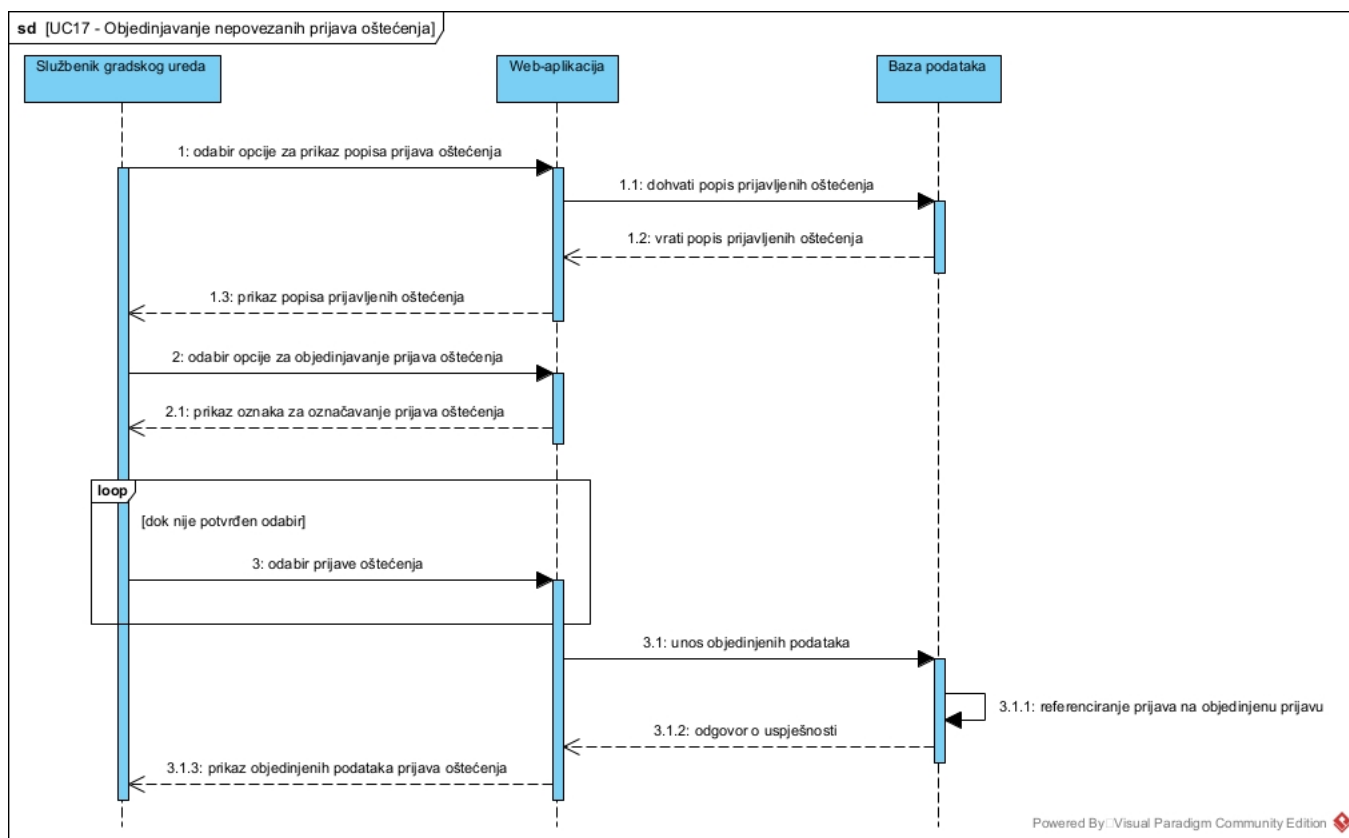 sd [UC17 - Objedinjavanje nepovezanih prijava oštećenja]
Službenik gradskog ureda
Web-aplikacija
Baza podataka
1: odabir opcije za prikaz popisa prijava oštećenja
1.1: dohvati popis prijavljenih oštećenja
1.2: vrati popis prijavljenih oštećenja
1.3: prikaz popisa prijavljenih oštećenja
2: odabir opcije za objedinjavanje prijava oštećenja
2.1: prikaz oznaka za označavanje prijava oštećenja
loop
[dok nije potvrđen odabir]
3: odabir prijave oštećenja
3.1: unos objedinjenih podataka
3.1.1: referenciranje prijava na objedinjenu prijavu
3.1.2: odgovor o uspješnosti
3.1.3: prikaz objedinjenih podataka prijava oštećenja
Powered By Visual Paradigm Community Edition